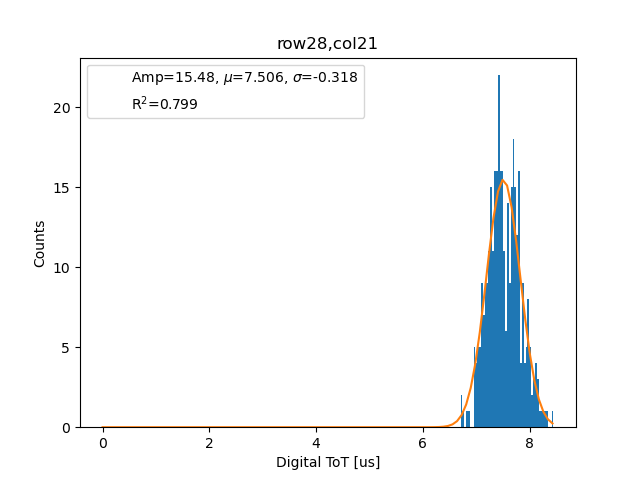 row28,col21
Amp=15.48, μ=7.506, σ=-0.318
R²=0.799
Counts
20
15
10
5
0
0 2 4 6 8
Digital ToT [us]